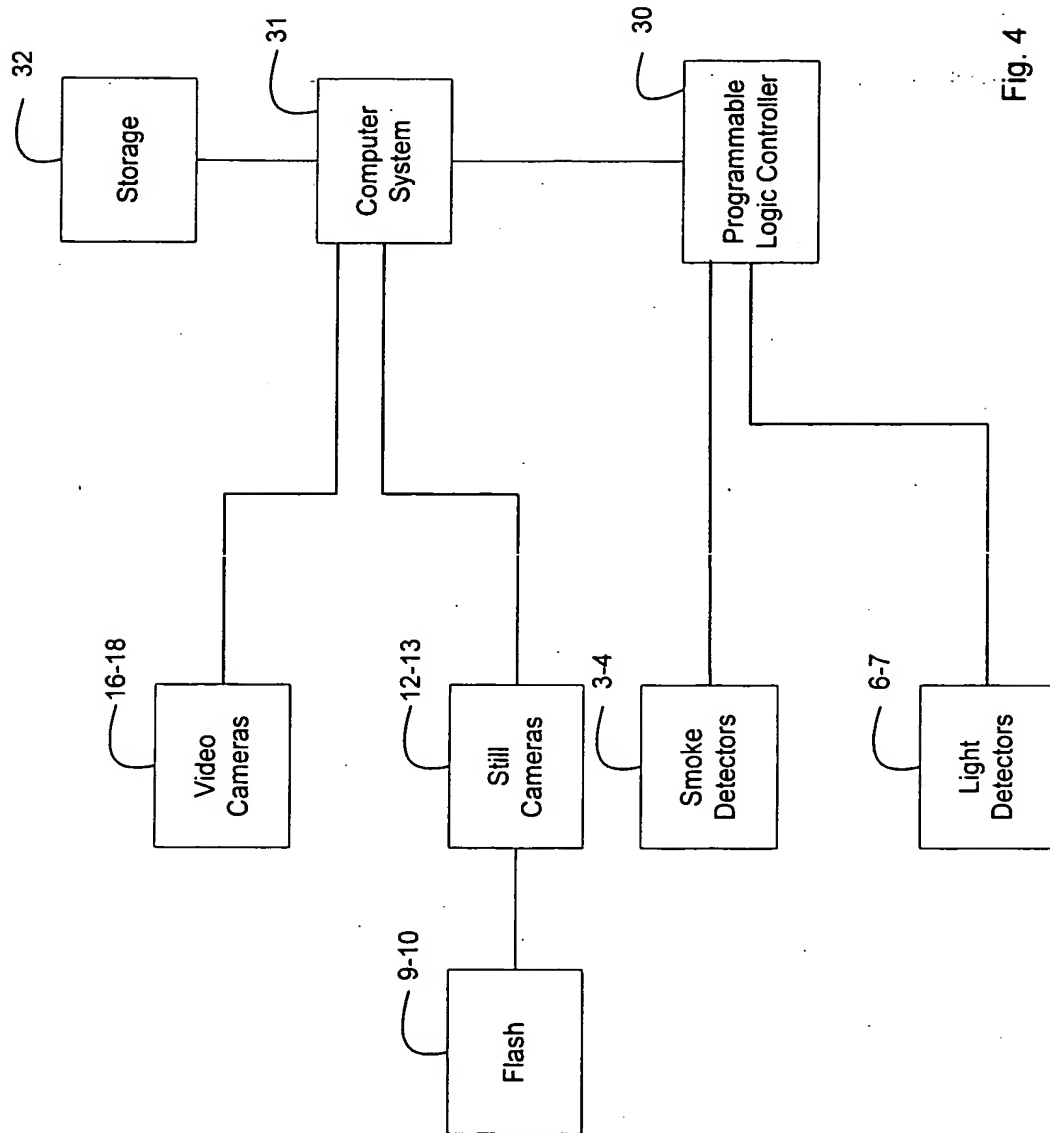 32
Storage
31
Computer
System
30
Programmable
Logic Controller
16-18
Video
Cameras
12-13
Still
Cameras
3-4
Smoke
Detectors
6-7
Light
Detectors
9-10
Flash
Fig. 4